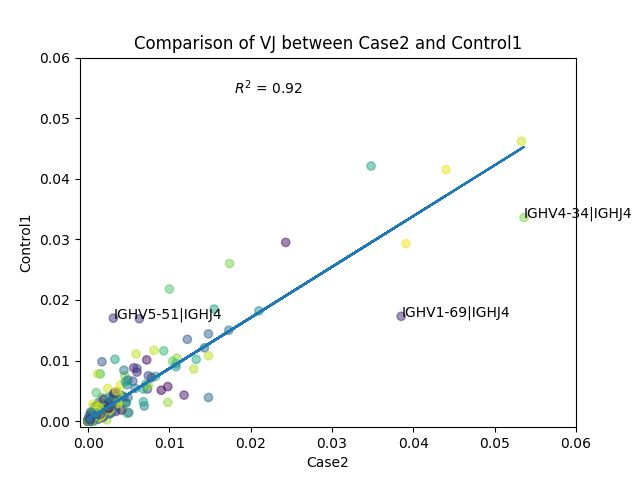 Comparison of VJ between Case2 and Control1
0.06
R² = 0.92
0.05
0.04
IGHV4-34|IGHJ4
Control1
0.03
0.02
IGHV5-51|IGHJ4
IGHV1-69|IGHJ4
0.01
0.00
0.00 0.01 0.02 0.03 0.04 0.05 0.06
Case2